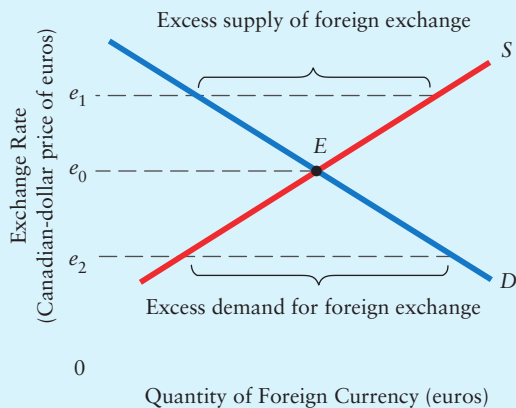 Excess supply of foreign exchange
S
e1
E
e0
e2
D
Excess demand for foreign exchange
0
Exchange Rate
(Canadian-dollar price of euros)
Quantity of Foreign Currency (euros)